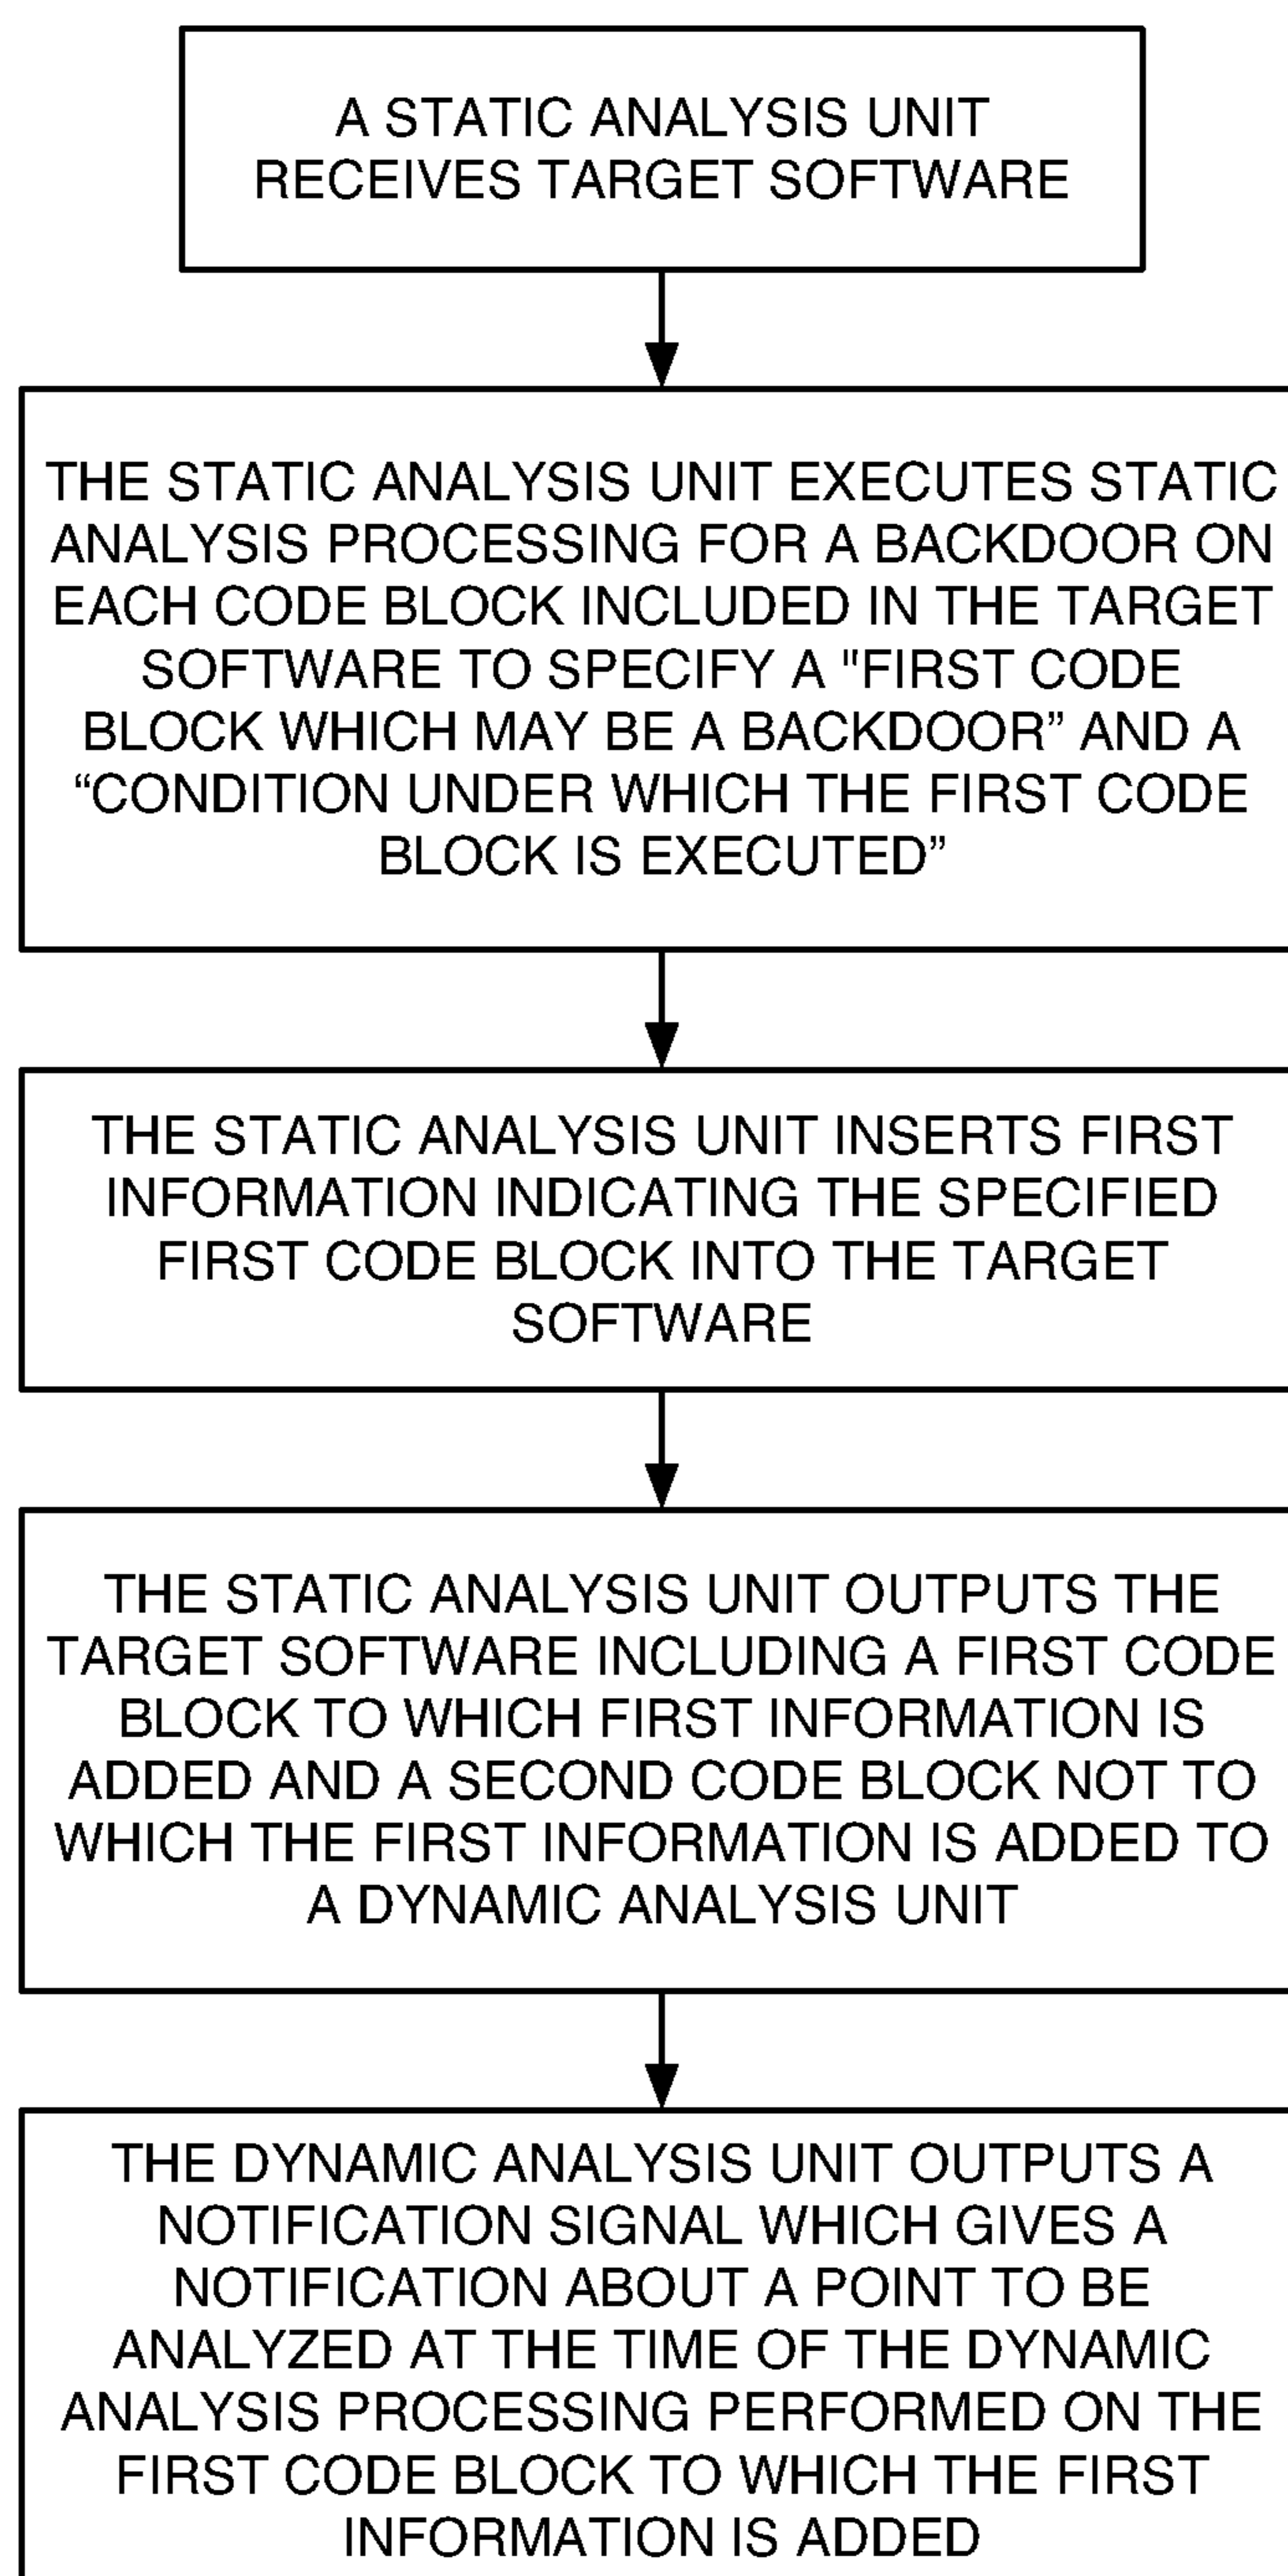 A STATIC ANALYSIS UNIT
RECEIVES TARGET SOFTWARE
THE STATIC ANALYSIS UNIT EXECUTES STATIC
ANALYSIS PROCESSING FOR A BACKDOOR ON
EACH CODE BLOCK INCLUDED IN THE TARGET
SOFTWARE TO SPECIFY A "FIRST CODE
BLOCK WHICH MAY BE A BACKDOOR” AND A
“CONDITION UNDER WHICH THE FIRST CODE
BLOCK IS EXECUTED”
THE STATIC ANALYSIS UNIT INSERTS FIRST
INFORMATION INDICATING THE SPECIFIED
FIRST CODE BLOCK INTO THE TARGET
SOFTWARE
THE STATIC ANALYSIS UNIT OUTPUTS THE
TARGET SOFTWARE INCLUDING A FIRST CODE
BLOCK TO WHICH FIRST INFORMATION IS
ADDED AND A SECOND CODE BLOCK NOT TO
WHICH THE FIRST INFORMATION IS ADDED TO
A DYNAMIC ANALYSIS UNIT
THE DYNAMIC ANALYSIS UNIT OUTPUTS A
NOTIFICATION SIGNAL WHICH GIVES A
NOTIFICATION ABOUT A POINT TO BE
ANALYZED AT THE TIME OF THE DYNAMIC
ANALYSIS PROCESSING PERFORMED ON THE
FIRST CODE BLOCK TO WHICH THE FIRST
INFORMATION IS ADDED